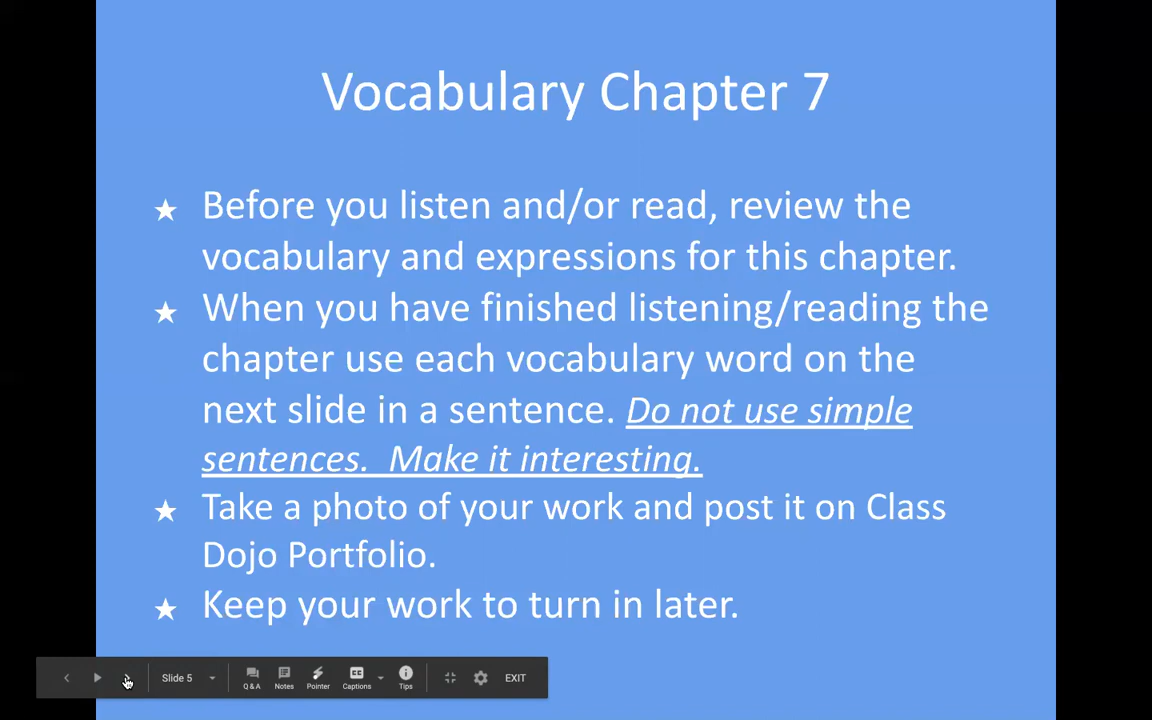 Vocabulary Chapter 7
★ Before you listen and/or read, review the
vocabulary and expressions for this chapter.
★ When you have finished listening/reading the
chapter use each vocabulary word on the
next slide in a sentence. Do not use simple
sentences. Make it interesting.
★ Take a photo of your work and post it on Class
Dojo Portfolio.
★ Keep your work to turn in later.
Slide 5 Q&A Notes Pointer CC Captions Tips EXIT